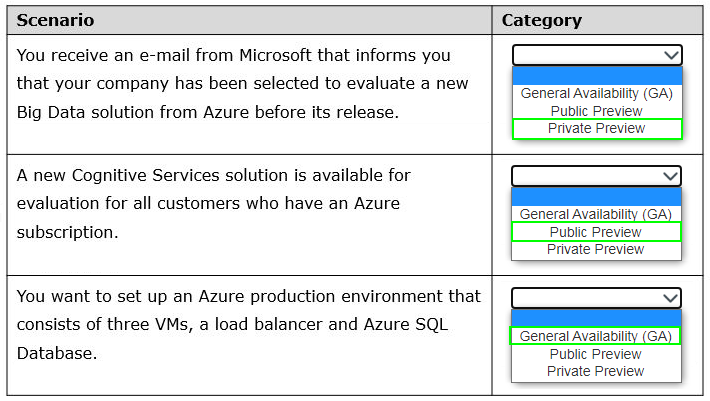 Scenario
Category
You receive an e-mail from Microsoft that informs you
that your company has been selected to evaluate a new
Big Data solution from Azure before its release.
General Availability (GA)
Public Preview
Private Preview
A new Cognitive Services solution is available for
evaluation for all customers who have an Azure
subscription.
General Availability (GA)
Public Preview
Private Preview
You want to set up an Azure production environment that
consists of three VMs, a load balancer and Azure SQL
Database.
General Availability (GA)
Public Preview
Private Preview